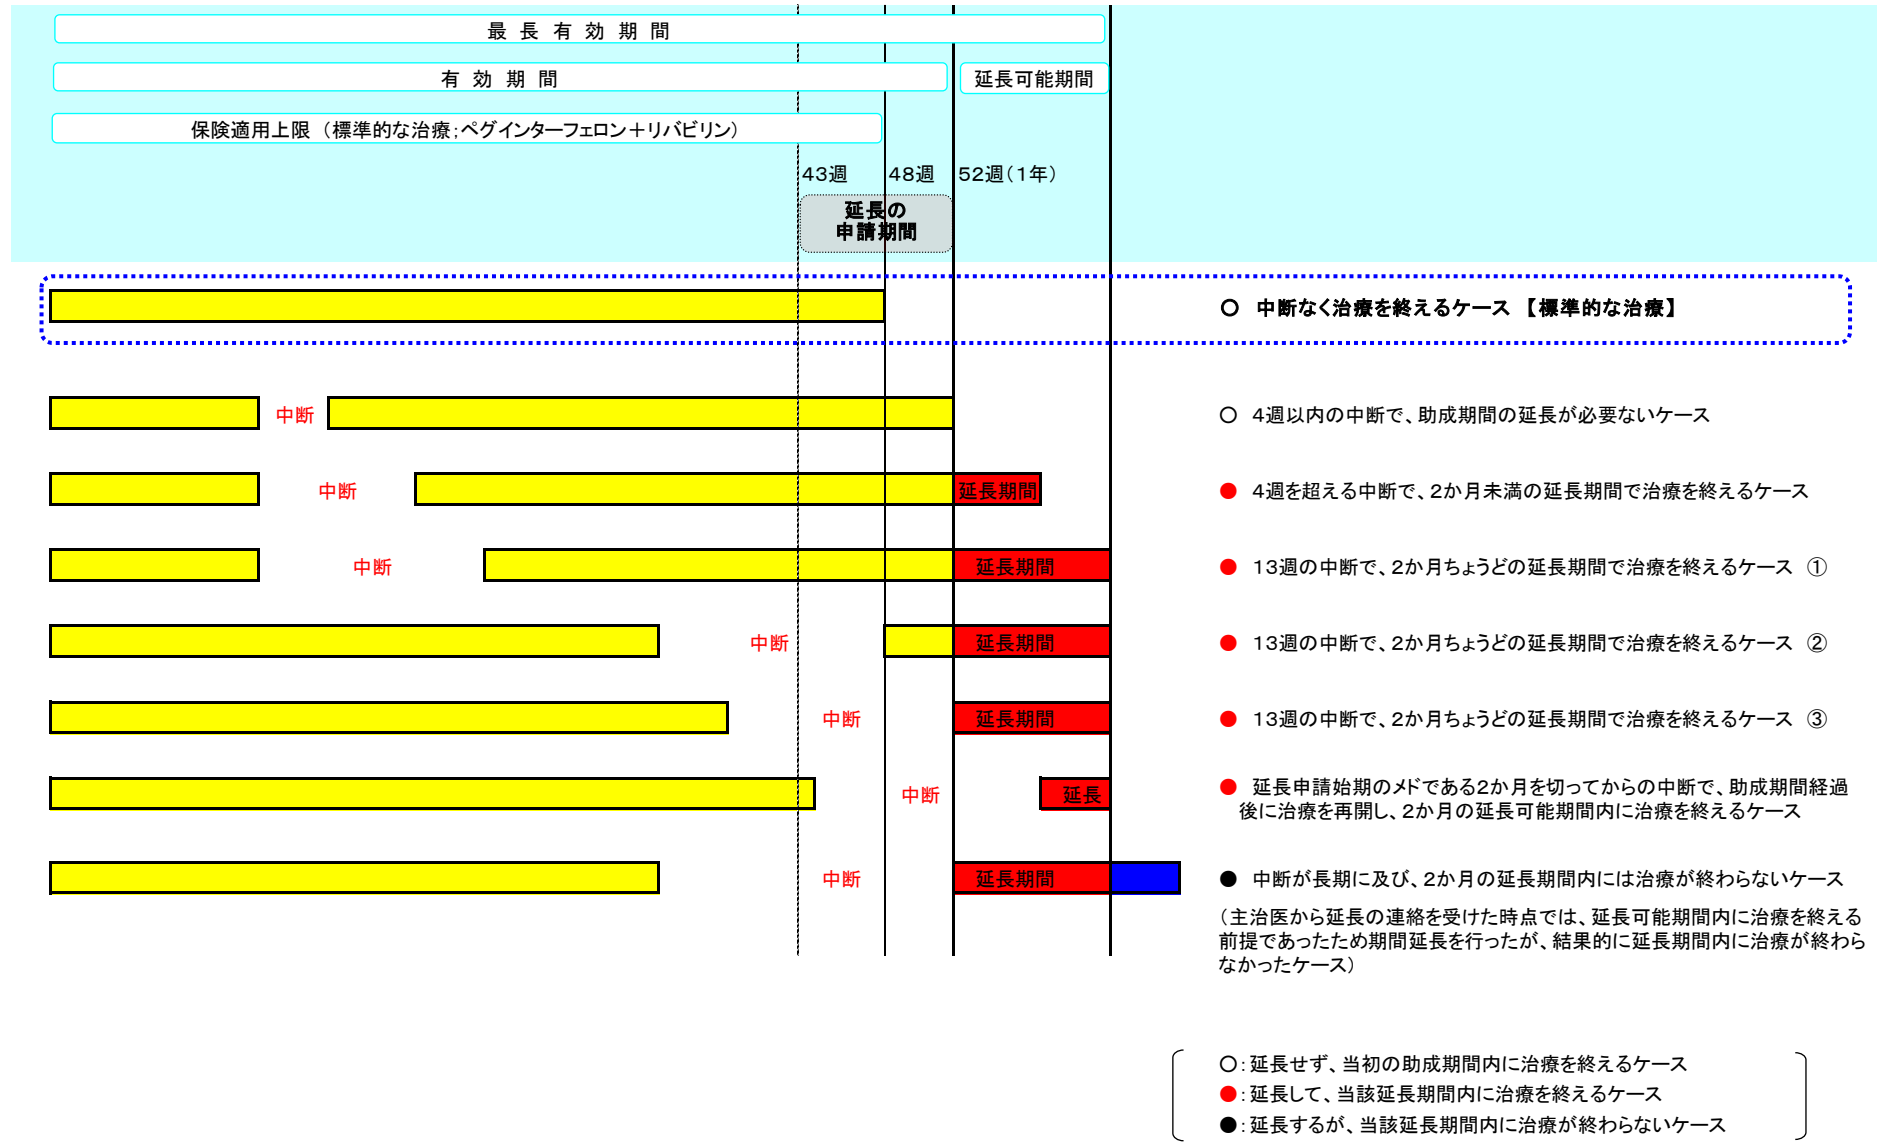 最長有効期間
有効期間
延長可能期間
保険適用上限（標準的な治療；ペグインターフェロン＋リバビリン）
43週
48週
52週（1年）
延長の
申請期間
○ 中断なく治療を終えるケース 【標準的な治療】
中断
○ 4週以内の中断で、助成期間の延長が必要ないケース
中断
延長期間
● 4週を超える中断で、2か月未満の延長期間で治療を終えるケース
中断
延長期間
● 13週の中断で、2か月ちょうどの延長期間で治療を終えるケース ①
中断
延長期間
● 13週の中断で、2か月ちょうどの延長期間で治療を終えるケース ②
中断
延長期間
● 13週の中断で、2か月ちょうどの延長期間で治療を終えるケース ③
中断
延長
● 延長申請始期のメドである2か月を切ってからの中断で、助成期間経過
後に治療を再開し、2か月の延長可能期間内に治療を終えるケース
中断
延長期間
● 中断が長期に及び、2か月の延長期間内には治療が終わらないケース
（主治医から延長の連絡を受けた時点では、延長可能期間内に治療を終える
前提であったため期間延長を行ったが、結果的に延長期間内に治療が終わら
なかったケース）
○：延長せず、当初の助成期間内に治療を終えるケース
●：延長して、当該延長期間内に治療を終えるケース
●：延長するが、当該延長期間内に治療が終わらないケース